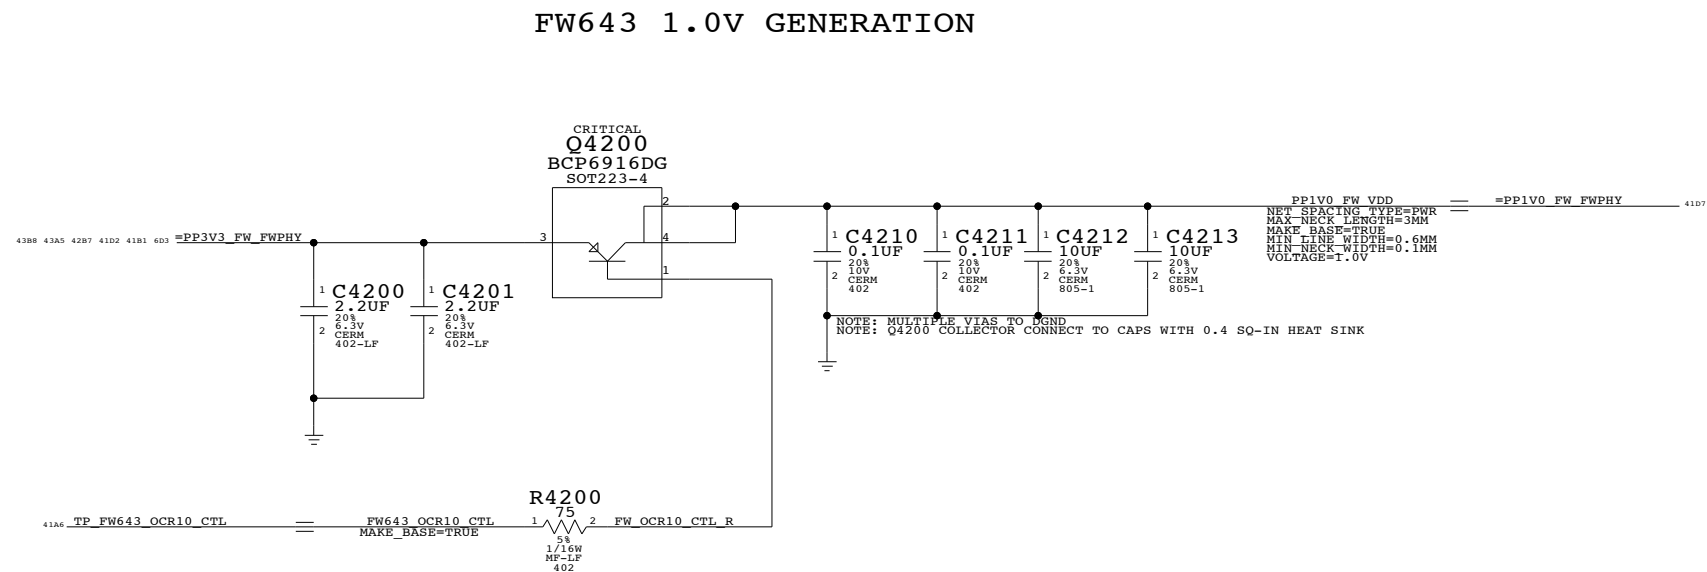 FW643 1.0V GENERATION
CRITICAL
Q4200
BCP6916DG
SOT223-4
2
4
1
3
43B8 43A5 42B7 41D2 41B1 6D3
=PP3V3_FW_FWPHY
1
C4200
2.2UF
20%
6.3V
CERM
402-LF
2
1
C4201
2.2UF
20%
6.3V
CERM
402-LF
2
1
C4210
0.1UF
20%
10V
CERM
402
2
1
C4211
0.1UF
20%
10V
CERM
402
2
1
C4212
10UF
20%
6.3V
CERM
805-1
2
1
C4213
10UF
20%
6.3V
CERM
805-1
2
PP1V0_FW_VDD
NET_SPACING_TYPE=PWR
MAX_NECK_LENGTH=3MM
MAKE_BASE=TRUE
MIN_LINE_WIDTH=0.6MM
MIN_NECK_WIDTH=0.1MM
VOLTAGE=1.0V
=PP1V0_FW_FWPHY
41D7
NOTE: MULTIPLE VIAS TO DGND
NOTE: Q4200 COLLECTOR CONNECT TO CAPS WITH 0.4 SQ-IN HEAT SINK
41A6
TP_FW643_OCR10_CTL
FW643_OCR10_CTL
MAKE_BASE=TRUE
R4200
75
1
2
5%
1/16W
MF-LF
402
FW_OCR10_CTL_R